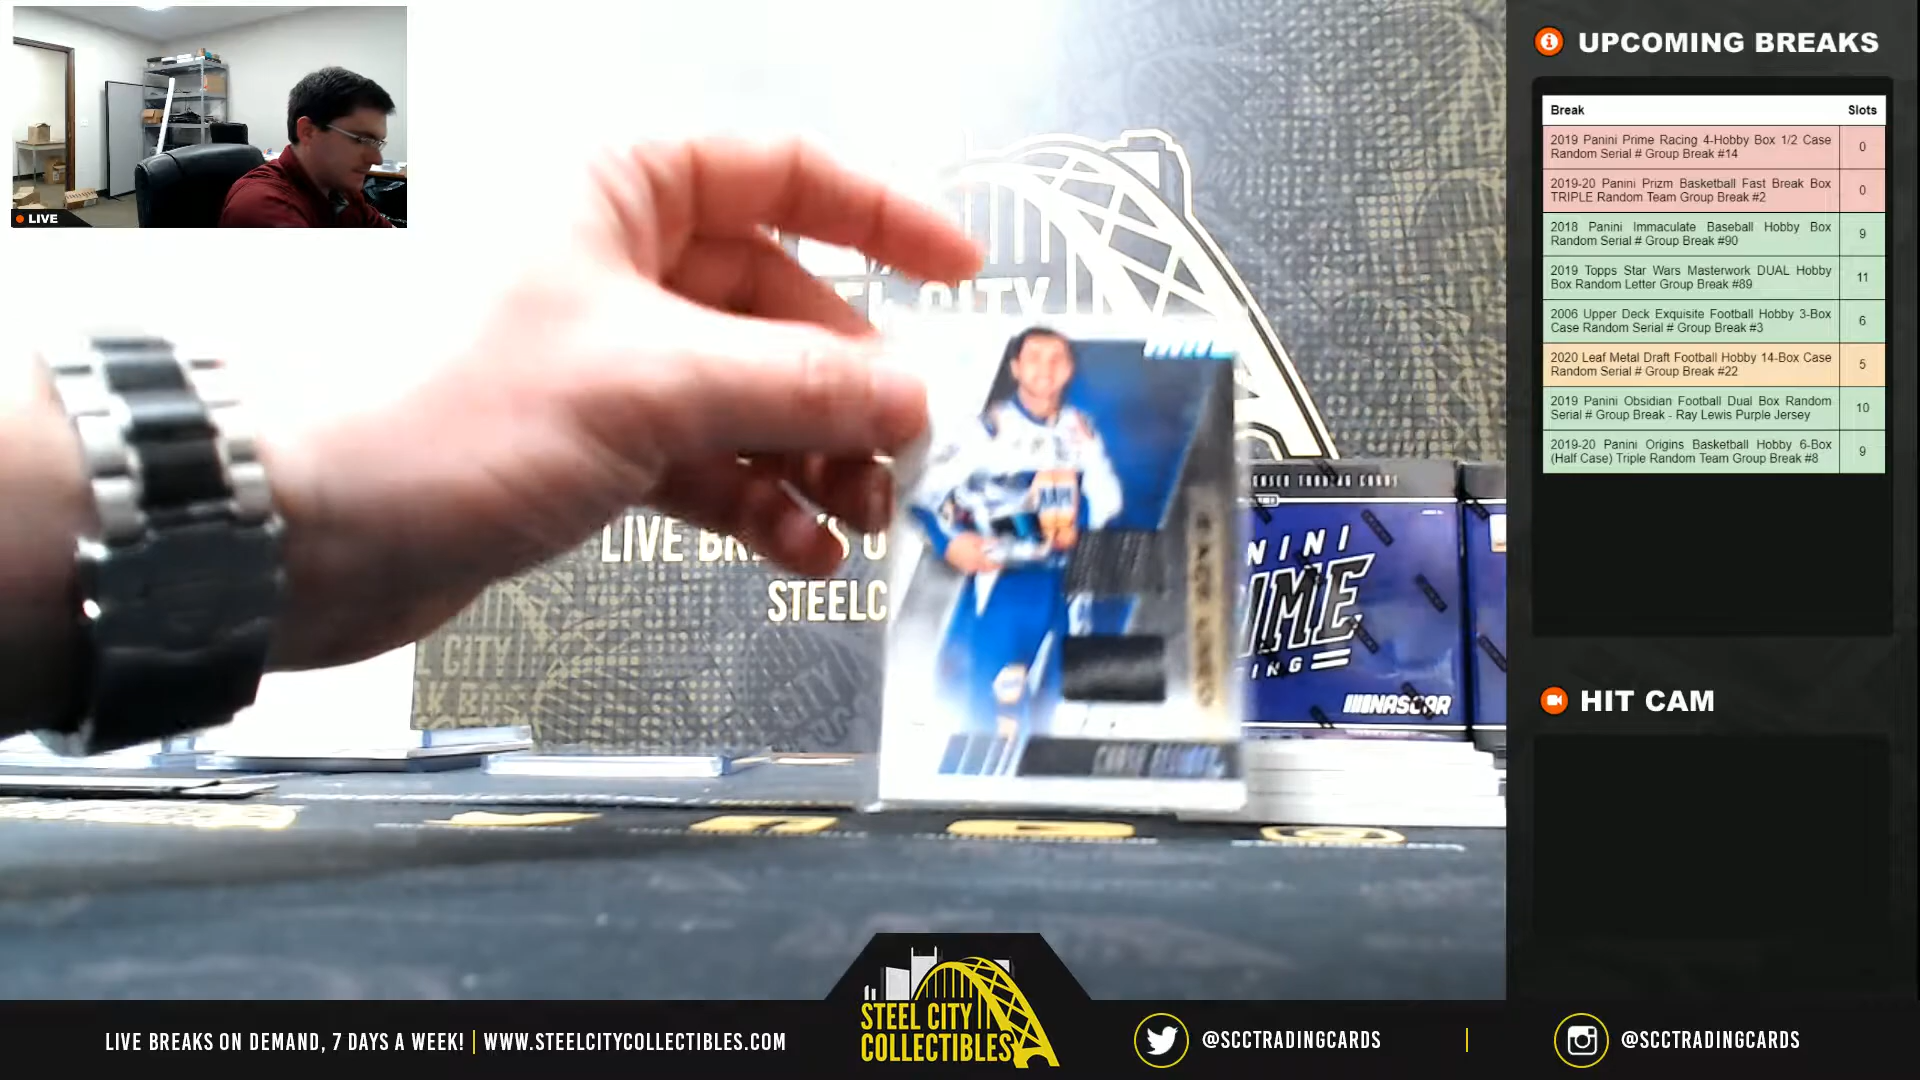 LIVE
UPCOMING BREAKS
Break Slots
2019 Panini Prime Racing 4-Hobby Box 1/2 Case
Random Serial # Group Break #14 0
2019-20 Panini Prizm Basketball Fast Break Box
TRIPLE Random Team Group Break #2 0
2018 Panini Immaculate Baseball Hobby Box
Random Serial # Group Break #90 9
2019 Topps Star Wars Masterwork DUAL Hobby
Box Random Letter Group Break #89 11
2006 Upper Deck Exquisite Football Hobby 3-Box
Case Random Serial # Group Break #3 6
2020 Leaf Metal Draft Football Hobby 14-Box Case
Random Serial # Group Break #22 5
2019 Panini Obsidian Football Dual Box Random
Serial # Group Break - Ray Lewis Purple Jersey 10
2019-20 Panini Origins Basketball Hobby 6-Box
(Half Case) Triple Random Team Group Break #8 9
HIT CAM
CITY
LIVE
STEELC
NASCAR
LIVE BREAKS ON DEMAND, 7 DAYS A WEEK! | WWW.STEELCITYCOLLECTIBLES.COM
STEEL CITY
COLLECTIBLES
@SCCTRADINGCARDS | @SCCTRADINGCARDS